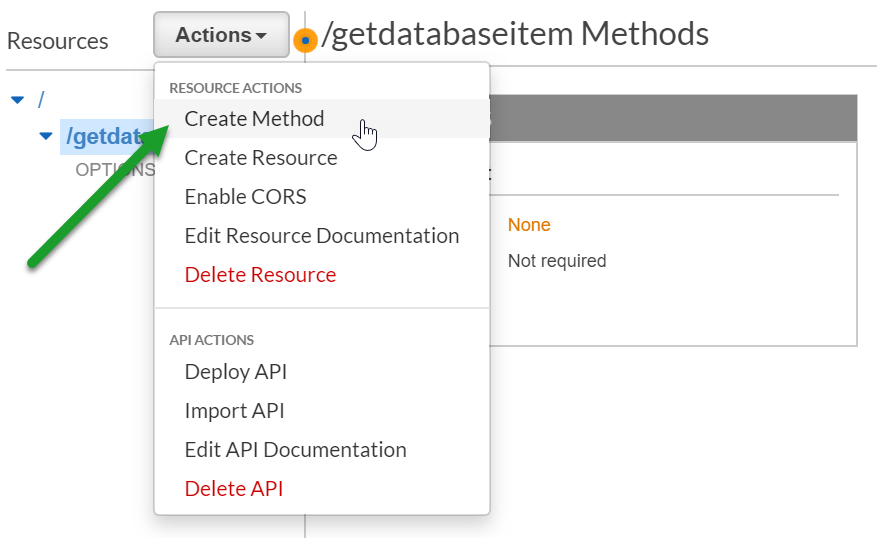 Resources
Actions
/getdatabaseitem Methods
RESOURCE ACTIONS
Create Method
Create Resource
Enable CORS
Edit Resource Documentation
Delete Resource
API ACTIONS
Deploy API
Import API
Edit API Documentation
Delete API
/
/getdata
OPTIONS
None
Not required